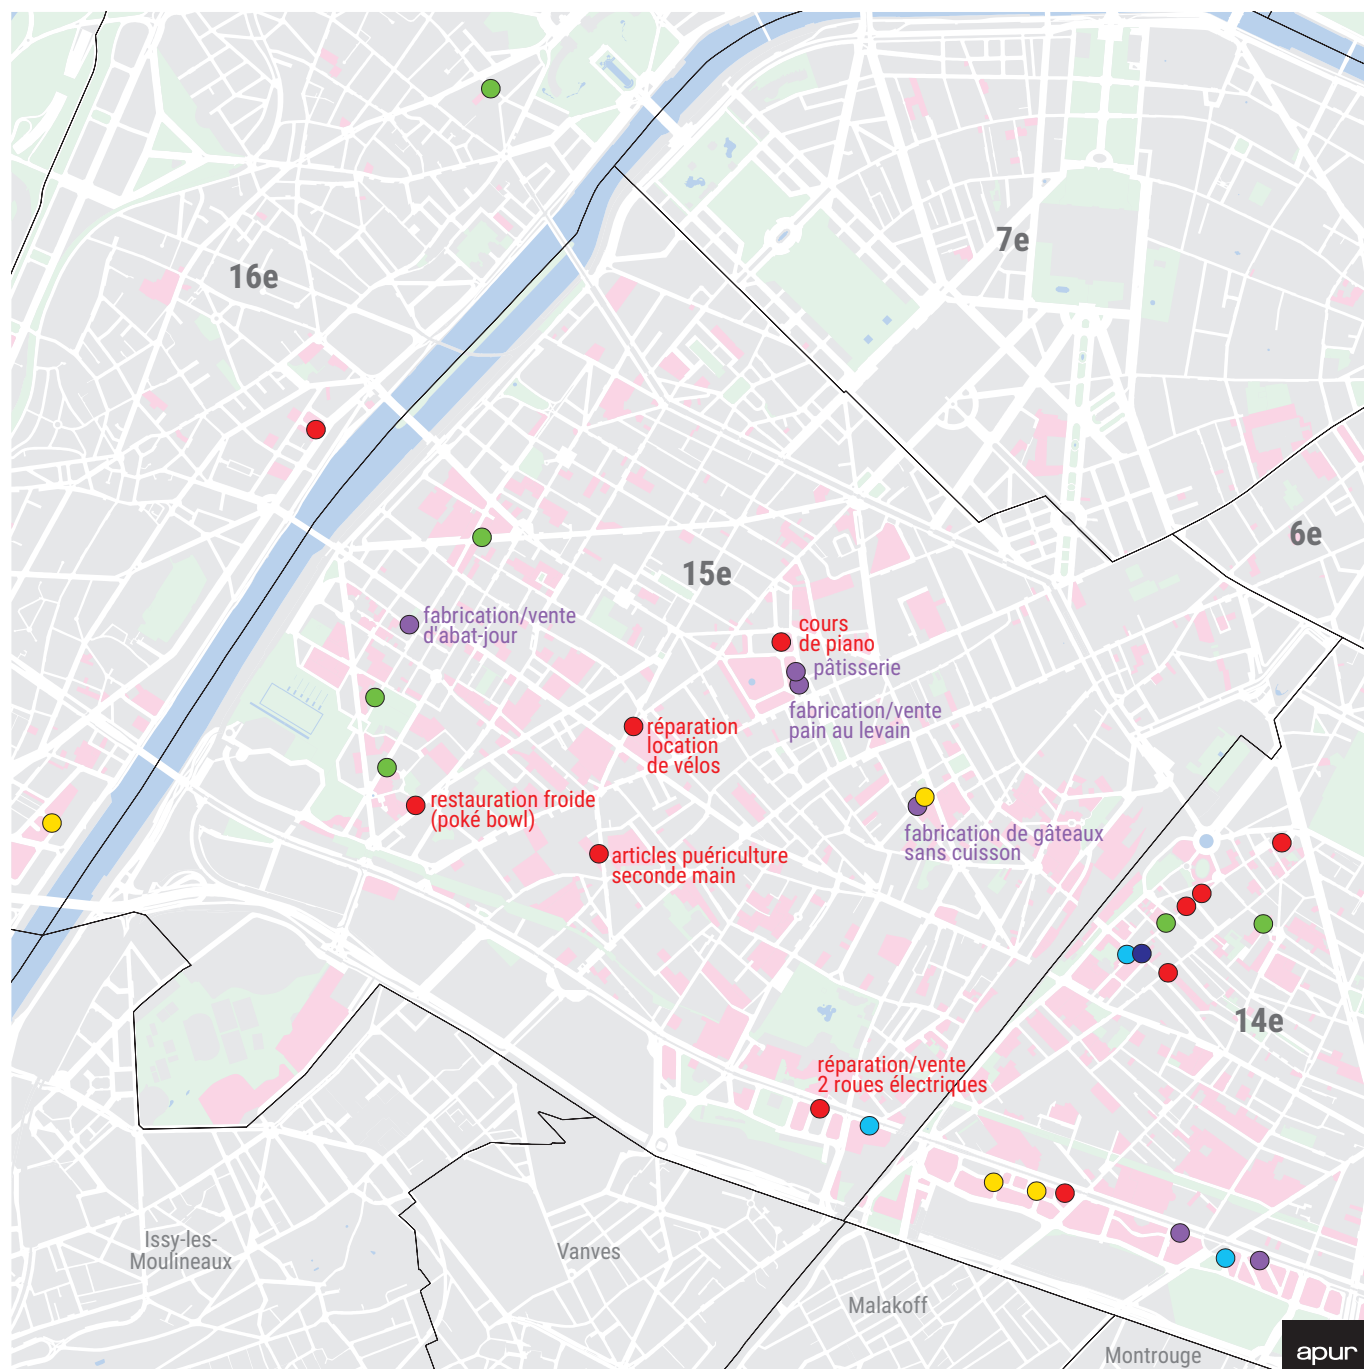 7e
16e
6e
15e
fabrication/vente
d'abat-jour
cours
de piano
pâtisserie
fabrication/vente
pain au levain
réparation
location
de vélos
restauration froide
(poké bowl)
fabrication de gâteaux
sans cuisson
articles puériculture
seconde main
14e
réparation/vente
2 roues électriques
Issy-les-
Moulineaux
Vanves
Malakoff
Montrouge
apur